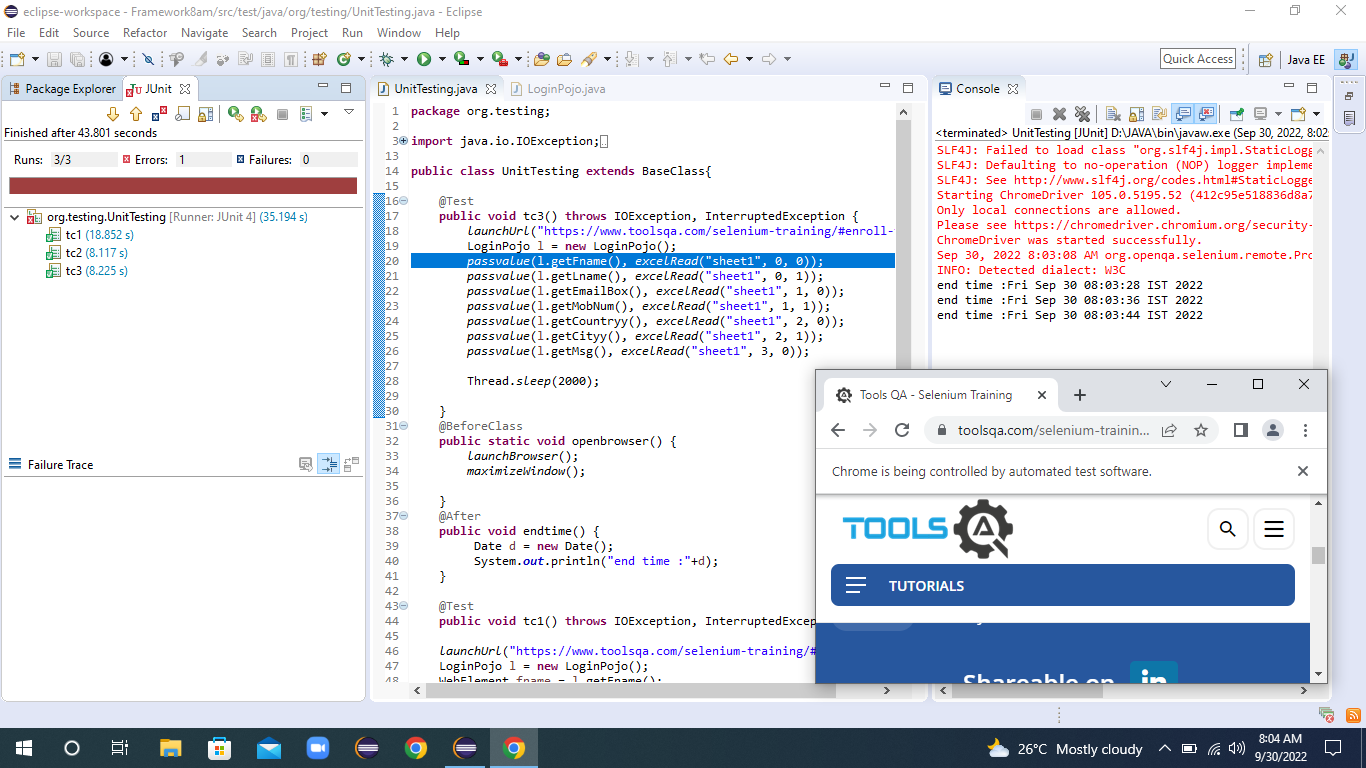 eclipse-workspace - Framework8am/src/test/java/org/testing/UnitTesting.java - Eclipse
File Edit Source Refactor Navigate Search Project Run Window Help
Quick Access
Java EE
Package Explorer
JUnit
Finished after 43.801 seconds
Runs: 3/3 Errors: 1 Failures: 0
org.testing.UnitTesting [Runner: JUnit 4] (35.194 s)
tc1 (18.852 s)
tc2 (8.117 s)
tc3 (8.225 s)
Failure Trace
UnitTesting.java
LoginPojo.java
1 package org.testing;
2
3 import java.io.IOException;
13
14 public class UnitTesting extends BaseClass{
15
16 @Test
17 public void tc3() throws IOException, InterruptedException {
18 launchUrl("https://www.toolsqa.com/selenium-training/#enroll-
19 LoginPojo l = new LoginPojo();
20 passvalue(l.getFname(), excelRead("sheet1", 0, 0));
21 passvalue(l.getLname(), excelRead("sheet1", 0, 1));
22 passvalue(l.getEmailBox(), excelRead("sheet1", 1, 0));
23 passvalue(l.getMobNum(), excelRead("sheet1", 1, 1));
24 passvalue(l.getCountryy(), excelRead("sheet1", 2, 0));
25 passvalue(l.getCityy(), excelRead("sheet1", 2, 1));
26 passvalue(l.getMsg(), excelRead("sheet1", 3, 0));
27
28 Thread.sleep(2000);
29
30 }
31 @BeforeClass
32 public static void openbrowser() {
33 launchBrowser();
34 maximizeWindow();
35
36 }
37 @After
38 public void endtime() {
39 Date d = new Date();
40 System.out.println("end time :"+d);
41 }
42
43 @Test
44 public void tc1() throws IOException, InterruptedExcep
45
46 launchUrl("https://www.toolsqa.com/selenium-training/#
47 LoginPojo l = new LoginPojo();
48 WebElement fname = l.getFname();
Console
<terminated> UnitTesting [JUnit] D:\JAVA\bin\javaw.exe (Sep 30, 2022, 8:02
SLF4J: Failed to load class "org.slf4j.impl.StaticLogg
SLF4J: Defaulting to no-operation (NOP) logger impleme
SLF4J: See http://www.slf4j.org/codes.html#StaticLogge
Starting ChromeDriver 105.0.5195.52 (412c95e518836d8a7
Only local connections are allowed.
Please see https://chromedriver.chromium.org/security-
ChromeDriver was started successfully.
Sep 30, 2022 8:03:08 AM org.openqa.selenium.remote.Pro
INFO: Detected dialect: W3C
end time :Fri Sep 30 08:03:28 IST 2022
end time :Fri Sep 30 08:03:36 IST 2022
end time :Fri Sep 30 08:03:44 IST 2022
Tools QA - Selenium Training
toolsqa.com/selenium-trainin...
Chrome is being controlled by automated test software.
TOOLS QA
TUTORIALS
Shareable on in
26°C Mostly cloudy
8:04 AM
9/30/2022